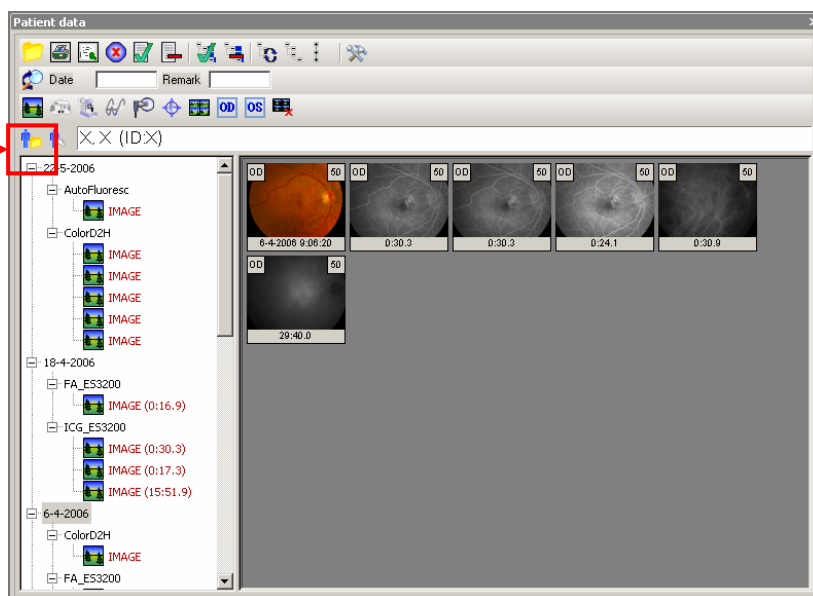 Patient data
Date Remark
OD OS
X, X (ID:X)
22-5-2006
AutoFluoresc
IMAGE
ColorD2H
IMAGE
IMAGE
IMAGE
IMAGE
IMAGE
18-4-2006
FA_ES3200
IMAGE (0:16.9)
ICG_ES3200
IMAGE (0:30.3)
IMAGE (0:17.3)
IMAGE (15:51.9)
6-4-2006
ColorD2H
IMAGE
FA_ES3200
OD 50 OD 50 OD 50 OD 50 OD 50
6-4-2006 9:06:20 0:30.3 0:30.3 0:24.1 0:30.9
OD 50
29:40.0